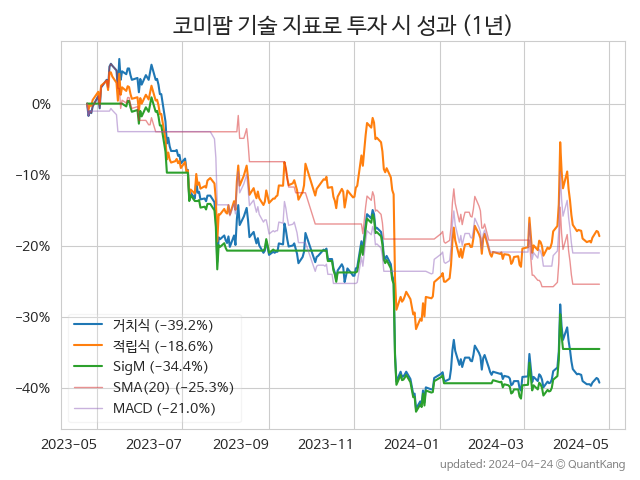 코미팜 기술 지표로 투자 시 성과 (1년)
0%
−10%
−20%
−30%
−40%
거치식 (−39.2%)
적립식 (−18.6%)
SigM (−34.4%)
SMA(20) (−25.3%)
MACD (−21.0%)
2023−05 2023−07 2023−09 2023−11 2024−01 2024−03 2024−05
updated: 2024−04−24 ⓒ QuantKang